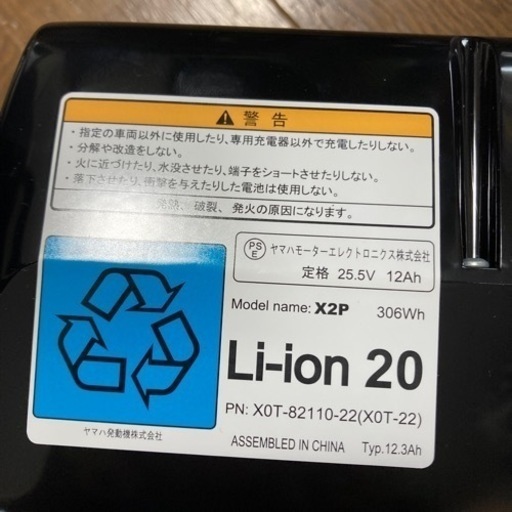 警告
・指定の車両以外に使用したり、専用充電器以外で充電したりしない。
・分解や改造をしない。
・火に近づけたり、水没させたり、端子をショートさせたりしない。
・落下させたり、衝撃を与えたりした電池は使用しない。
発熱、破裂、発火の原因になります。
PS
E
ヤマハモーターエレクトロニクス株式会社
定格 25.5V 12Ah
Model name: X2P 306Wh
Li-ion 20
PN: X0T-82110-22(X0T-22)
ヤマハ発動機株式会社
ASSEMBLED IN CHINA Typ.12.3Ah